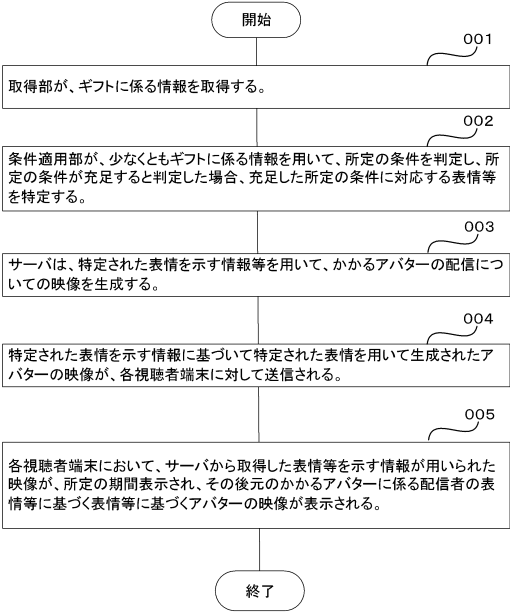 開始
001
取得部が、ギフトに係る情報を取得する。
002
条件適用部が、少なくともギフトに係る情報を用いて、所定の条件を判定し、所
定の条件が充足すると判定した場合、充足した所定の条件に対応する表情等
を特定する。
003
サーバは、特定された表情を示す情報等を用いて、かかるアバターの配信につ
いての映像を生成する。
004
特定された表情を示す情報に基づいて特定された表情を用いて生成されたア
バターの映像が、各視聴者端末に対して送信される。
005
各視聴者端末において、サーバから取得した表情等を示す情報が用いられた
映像が、所定の期間表示され、その後元のかかるアバターに係る配信者の表
情等に基づく表情等に基づくアバターの映像が表示される。
終了